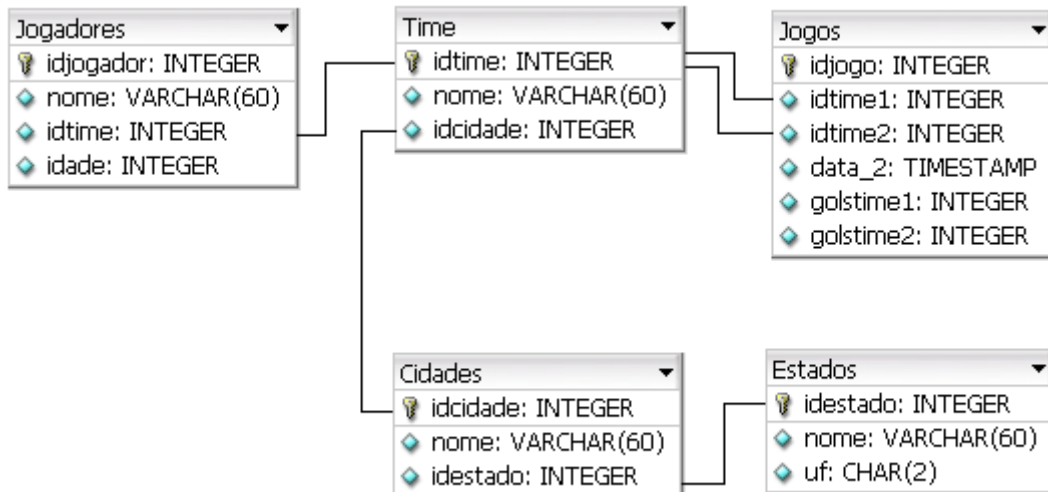 Jogadores
idjogador: INTEGER
nome: VARCHAR(60)
idtime: INTEGER
idade: INTEGER
Time
idtime: INTEGER
nome: VARCHAR(60)
idcidade: INTEGER
Jogos
idjogo: INTEGER
idtime1: INTEGER
idtime2: INTEGER
data_2: TIMESTAMP
golstime1: INTEGER
golstime2: INTEGER
Cidades
idcidade: INTEGER
nome: VARCHAR(60)
idestado: INTEGER
Estados
idestado: INTEGER
nome: VARCHAR(60)
uf: CHAR(2)